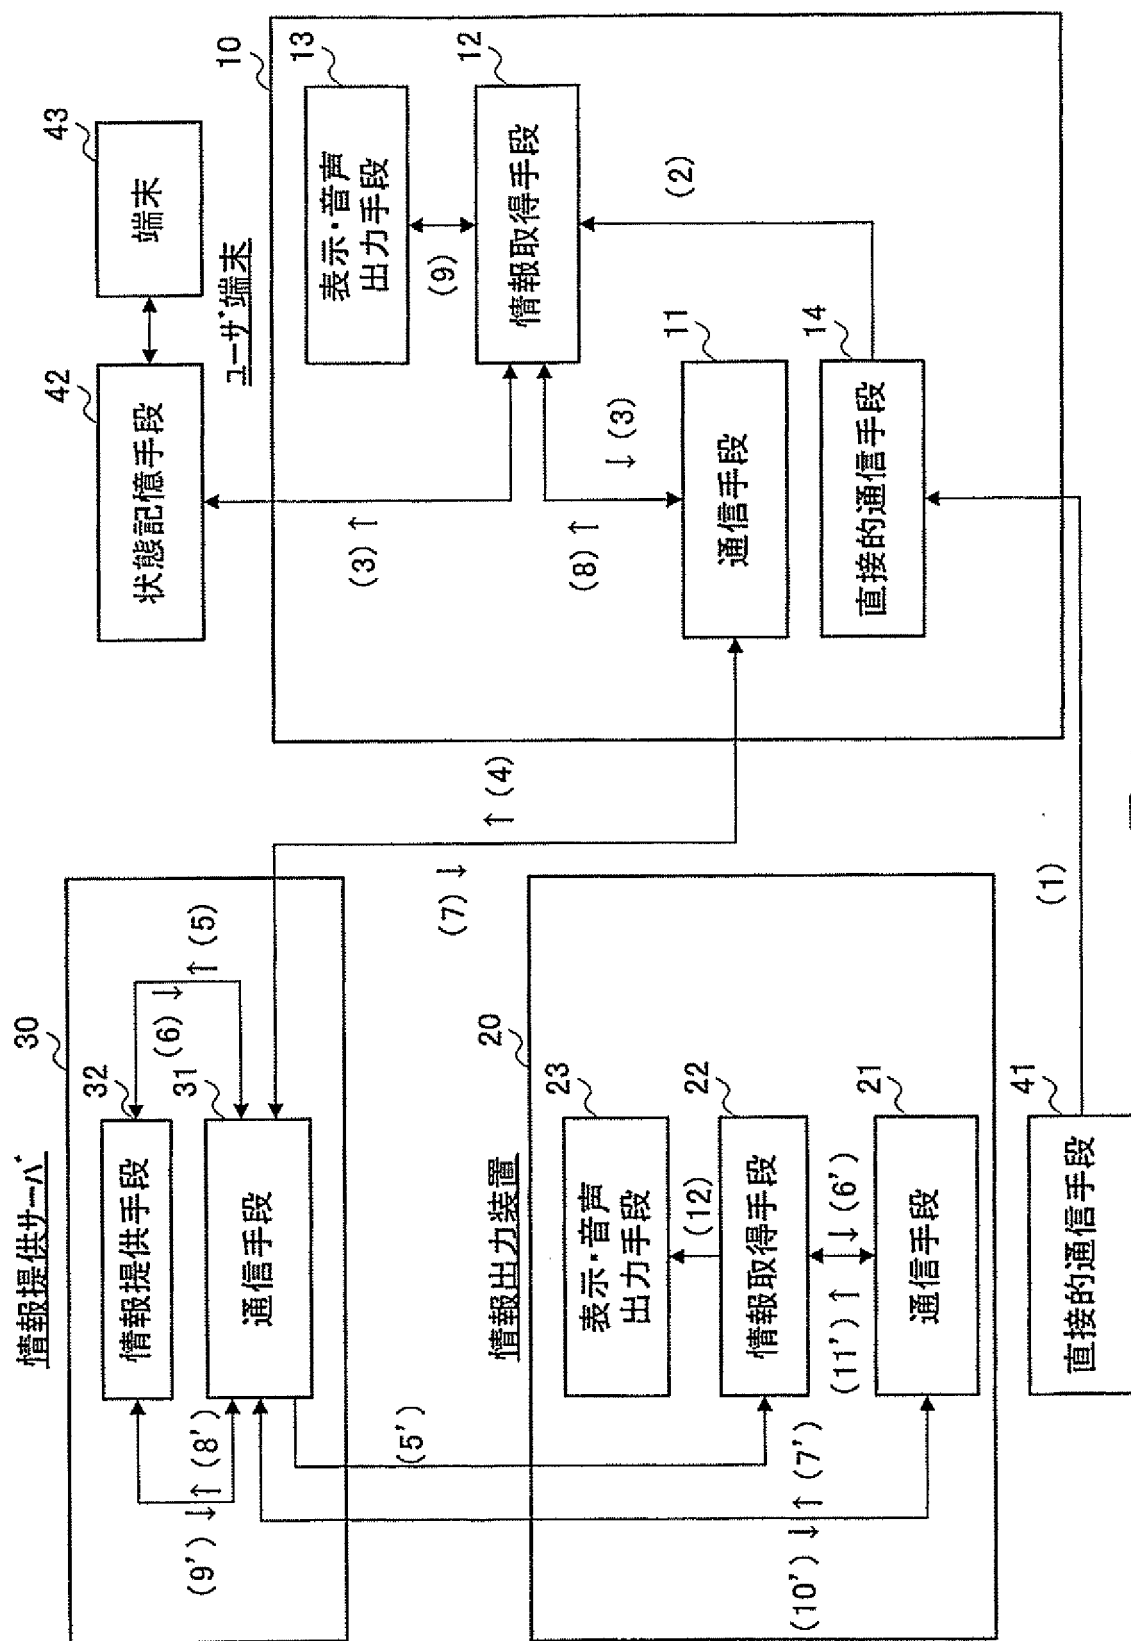 情報提供サーバ
30
情報提供手段
32
(6) ↓ ↑ (5)
通信手段
31
(9') ↓ ↑ (8')
(5')
(7) ↓ ↑ (4)
情報出力装置
20
表示・音声
出力手段
23
(12)
情報取得手段
22
(11') ↑ ↓ (6')
通信手段
21
(10') ↓ ↑ (7')
直接的通信手段
41
(1)
状態記憶手段
42
端末
43
ユーザ端末
10
表示・音声
出力手段
13
(9)
情報取得手段
12
(3) ↑
(8) ↑ ↓ (3)
(2)
通信手段
11
直接的通信手段
14